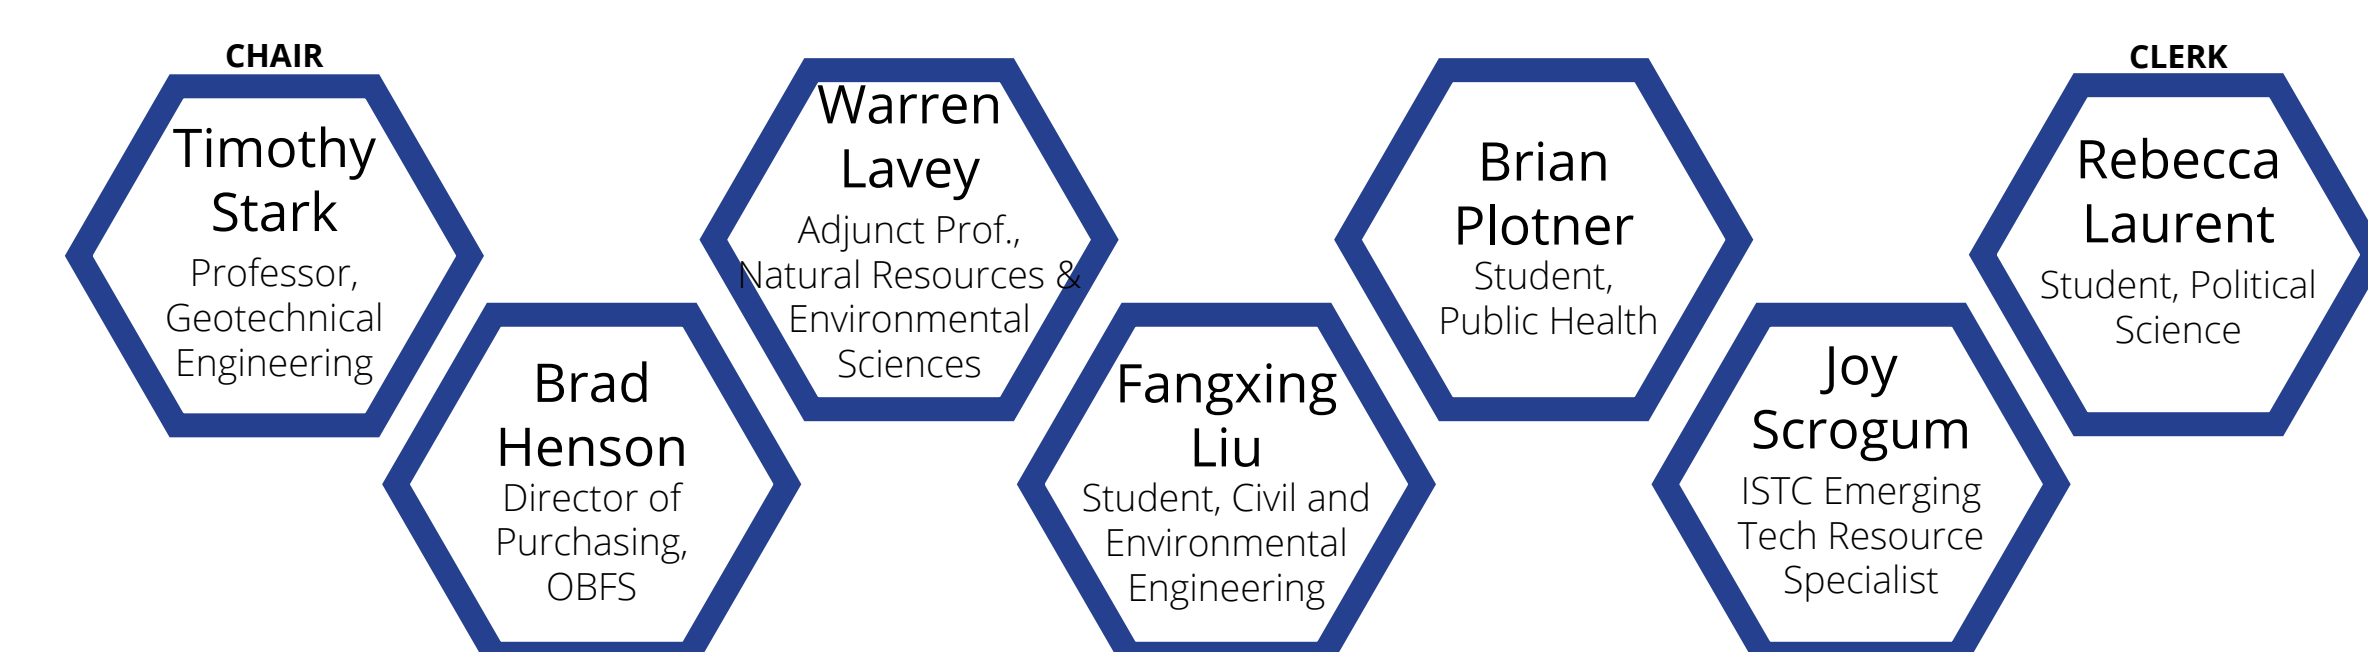 CHAIR
Timothy
Stark
Professor,
Geotechnical
Engineering
Brad
Henson
Director of
Purchasing,
OBFS
Warren
Lavey
Adjunct Prof.,
Natural Resources &
Environmental
Sciences
Fangxing
Liu
Student, Civil and
Environmental
Engineering
Brian
Plotner
Student,
Public Health
Joy
Scrogum
ISTC Emerging
Tech Resource
Specialist
CLERK
Rebecca
Laurent
Student, Political
Science